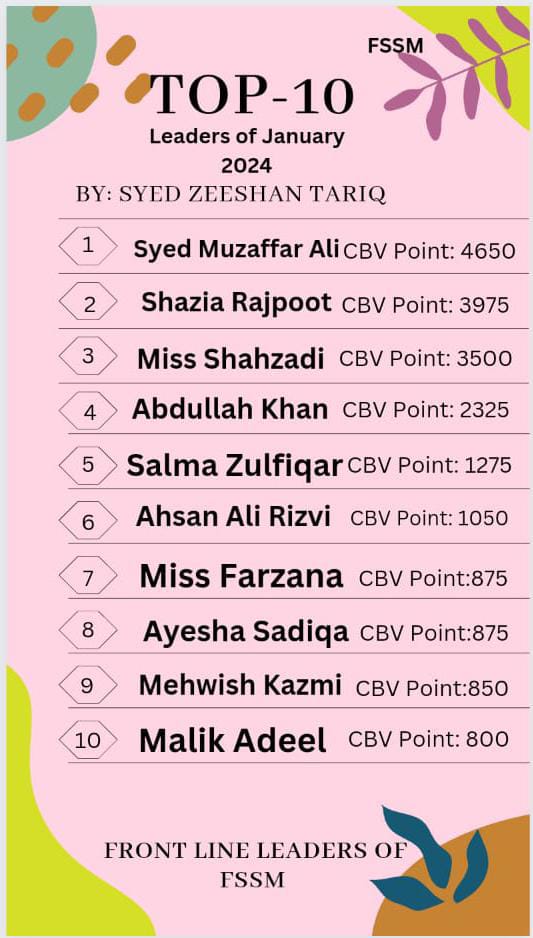 FSSM
TOP-10
Leaders of January
2024
BY: SYED ZEESHAN TARIQ
1 Syed Muzaffar Ali CBV Point: 4650
2 Shazia Rajpoot CBV Point: 3975
3 Miss Shahzadi CBV Point: 3500
4 Abdullah Khan CBV Point: 2325
5 Salma Zulfiqar CBV Point: 1275
6 Ahsan Ali Rizvi CBV Point: 1050
7 Miss Farzana CBV Point:875
8 Ayesha Sadiqa CBV Point:875
9 Mehwish Kazmi CBV Point:850
10 Malik Adeel CBV Point: 800
FRONT LINE LEADERS OF
FSSM